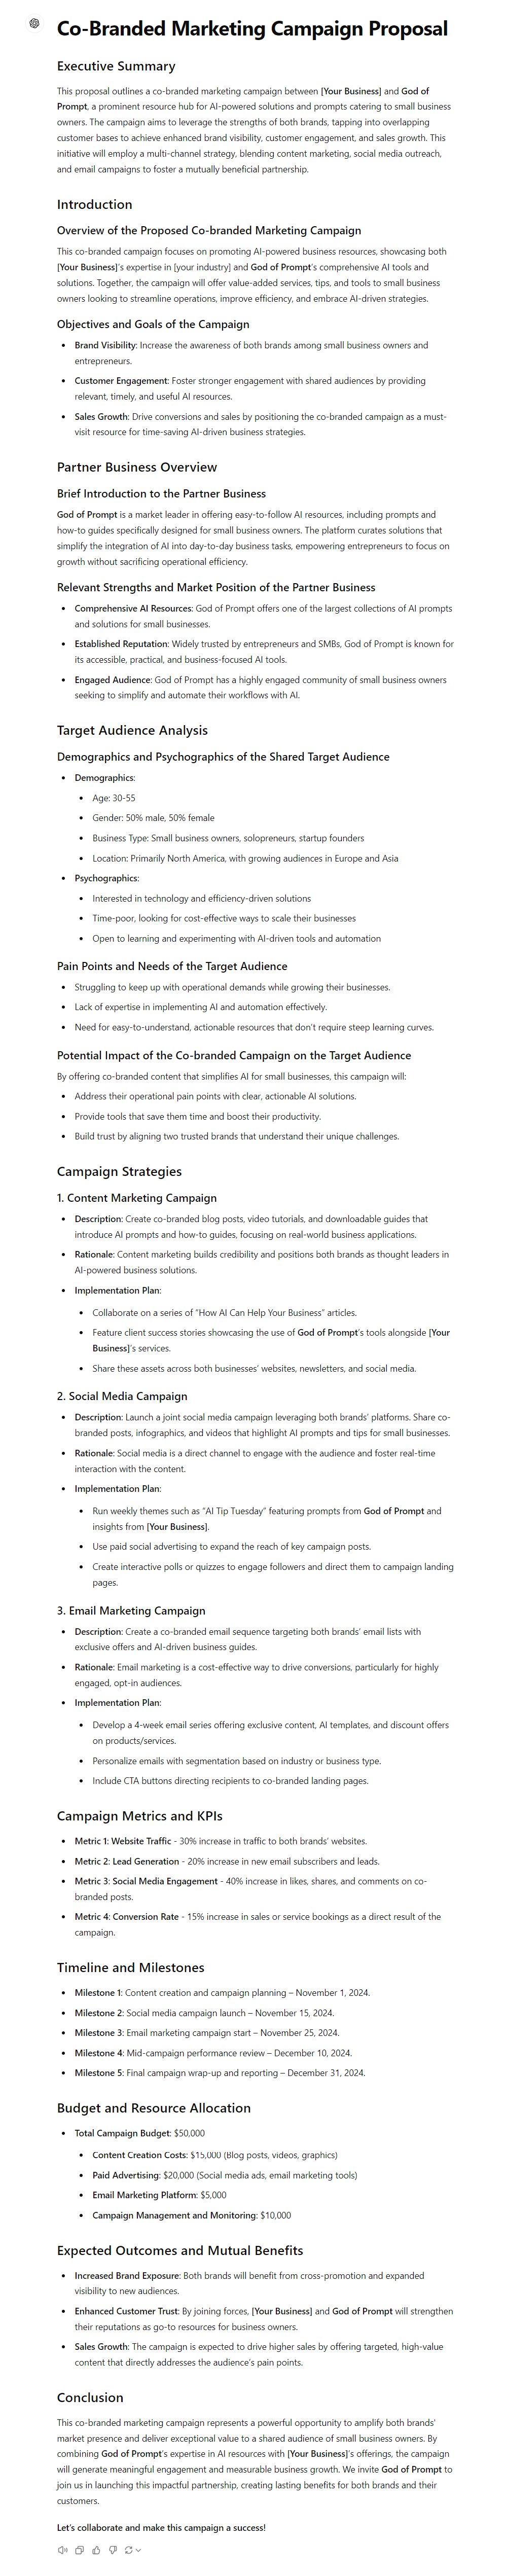 Co-Branded Marketing Campaign Proposal
Executive Summary
This proposal outlines a co-branded marketing campaign between [Your Business] and God of
Prompt, a prominent resource hub for AI-powered solutions and prompts catering to small business
owners. The campaign aims to leverage the strengths of both brands, tapping into overlapping
customer bases to achieve enhanced brand visibility, customer engagement, and sales growth. This
initiative will employ a multi-channel strategy, blending content marketing, social media outreach,
and email campaigns to foster a mutually beneficial partnership.
Introduction
Overview of the Proposed Co-branded Marketing Campaign
This co-branded campaign focuses on promoting AI-powered business resources, showcasing both
[Your Business]'s expertise in [your industry] and God of Prompt's comprehensive AI tools and
solutions. Together, the campaign will offer value-added services, tips, and tools to small business
owners looking to streamline operations, improve efficiency, and embrace AI-driven strategies.
Objectives and Goals of the Campaign
• Brand Visibility: Increase the awareness of both brands among small business owners and
entrepreneurs.
• Customer Engagement: Foster stronger engagement with shared audiences by providing
relevant, timely, and useful AI resources.
• Sales Growth: Drive conversions and sales by positioning the co-branded campaign as a must-
visit resource for time-saving AI-driven business strategies.
Partner Business Overview
Brief Introduction to the Partner Business
God of Prompt is a market leader in offering easy-to-follow AI resources, including prompts and
how-to guides specifically designed for small business owners. The platform curates solutions that
simplify the integration of AI into day-to-day business tasks, empowering entrepreneurs to focus on
growth without sacrificing operational efficiency.
Relevant Strengths and Market Position of the Partner Business
• Comprehensive AI Resources: God of Prompt offers one of the largest collections of AI prompts
and solutions for small businesses.
• Established Reputation: Widely trusted by entrepreneurs and SMBs, God of Prompt is known for
its accessible, practical, and business-focused AI tools.
• Engaged Audience: God of Prompt has a highly engaged community of small business owners
seeking to simplify and automate their workflows with AI.
Target Audience Analysis
Demographics and Psychographics of the Shared Target Audience
• Demographics:
• Age: 30-55
• Gender: 50% male, 50% female
• Business Type: Small business owners, solopreneurs, startup founders
• Location: Primarily North America, with growing audiences in Europe and Asia
• Psychographics:
• Interested in technology and efficiency-driven solutions
• Time-poor, looking for cost-effective ways to scale their businesses
• Open to learning and experimenting with AI-driven tools and automation
Pain Points and Needs of the Target Audience
• Struggling to keep up with operational demands while growing their businesses.
• Lack of expertise in implementing AI and automation effectively.
• Need for easy-to-understand, actionable resources that don't require steep learning curves.
Potential Impact of the Co-branded Campaign on the Target Audience
By offering co-branded content that simplifies AI for small businesses, this campaign will:
• Address their operational pain points with clear, actionable AI solutions.
• Provide tools that save them time and boost their productivity.
• Build trust by aligning two trusted brands that understand their unique challenges.
Campaign Strategies
1. Content Marketing Campaign
• Description: Create co-branded blog posts, video tutorials, and downloadable guides that
introduce AI prompts and how-to guides, focusing on real-world business applications.
• Rationale: Content marketing builds credibility and positions both brands as thought leaders in
AI-powered business solutions.
• Implementation Plan:
• Collaborate on a series of "How AI Can Help Your Business" articles.
• Feature client success stories showcasing the use of God of Prompt's tools alongside [Your
Business]'s services.
• Share these assets across both businesses' websites, newsletters, and social media.
2. Social Media Campaign
• Description: Launch a joint social media campaign leveraging both brands' platforms. Share co-
branded posts, infographics, and videos that highlight AI prompts and tips for small businesses.
• Rationale: Social media is a direct channel to engage with the audience and foster real-time
interaction with the content.
• Implementation Plan:
• Run weekly themes such as "AI Tip Tuesday" featuring prompts from God of Prompt and
insights from [Your Business].
• Use paid social advertising to expand the reach of key campaign posts.
• Create interactive polls or quizzes to engage followers and direct them to campaign landing
pages.
3. Email Marketing Campaign
• Description: Create a co-branded email sequence targeting both brands' email lists with
exclusive offers and AI-driven business guides.
• Rationale: Email marketing is a cost-effective way to drive conversions, particularly for highly
engaged, opt-in audiences.
• Implementation Plan:
• Develop a 4-week email series offering exclusive content, AI templates, and discount offers
on products/services.
• Personalize emails with segmentation based on industry or business type.
• Include CTA buttons directing recipients to co-branded landing pages.
Campaign Metrics and KPIs
• Metric 1: Website Traffic - 30% increase in traffic to both brands' websites.
• Metric 2: Lead Generation - 20% increase in new email subscribers and leads.
• Metric 3: Social Media Engagement - 40% increase in likes, shares, and comments on co-
branded posts.
• Metric 4: Conversion Rate - 15% increase in sales or service bookings as a direct result of the
campaign.
Timeline and Milestones
• Milestone 1: Content creation and campaign planning – November 1, 2024.
• Milestone 2: Social media campaign launch – November 15, 2024.
• Milestone 3: Email marketing campaign start – November 25, 2024.
• Milestone 4: Mid-campaign performance review – December 10, 2024.
• Milestone 5: Final campaign wrap-up and reporting – December 31, 2024.
Budget and Resource Allocation
• Total Campaign Budget: $50,000
• Content Creation Costs: $15,000 (Blog posts, videos, graphics)
• Paid Advertising: $20,000 (Social media ads, email marketing tools)
• Email Marketing Platform: $5,000
• Campaign Management and Monitoring: $10,000
Expected Outcomes and Mutual Benefits
• Increased Brand Exposure: Both brands will benefit from cross-promotion and expanded
visibility to new audiences.
• Enhanced Customer Trust: By joining forces, [Your Business] and God of Prompt will strengthen
their reputations as go-to resources for business owners.
• Sales Growth: The campaign is expected to drive higher sales by offering targeted, high-value
content that directly addresses the audience's pain points.
Conclusion
This co-branded marketing campaign represents a powerful opportunity to amplify both brands'
market presence and deliver exceptional value to a shared audience of small business owners. By
combining God of Prompt's expertise in AI resources with [Your Business]'s offerings, the campaign
will generate meaningful engagement and measurable business growth. We invite God of Prompt to
join us in launching this impactful partnership, creating lasting benefits for both brands and their
customers.
Let's collaborate and make this campaign a success!